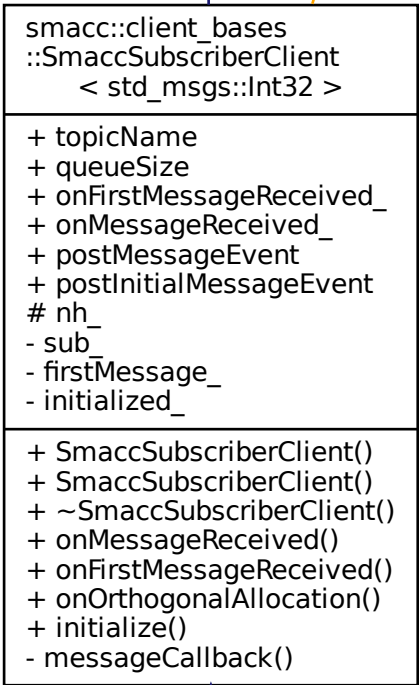 smacc::client_bases
::SmaccSubscriberClient
< std_msgs::Int32 >
+ topicName
+ queueSize
+ onFirstMessageReceived_
+ onMessageReceived_
+ postMessageEvent
+ postInitialMessageEvent
# nh_
- sub_
- firstMessage_
- initialized_
+ SmaccSubscriberClient()
+ SmaccSubscriberClient()
+ ~SmaccSubscriberClient()
+ onMessageReceived()
+ onFirstMessageReceived()
+ onOrthogonalAllocation()
+ initialize()
- messageCallback()